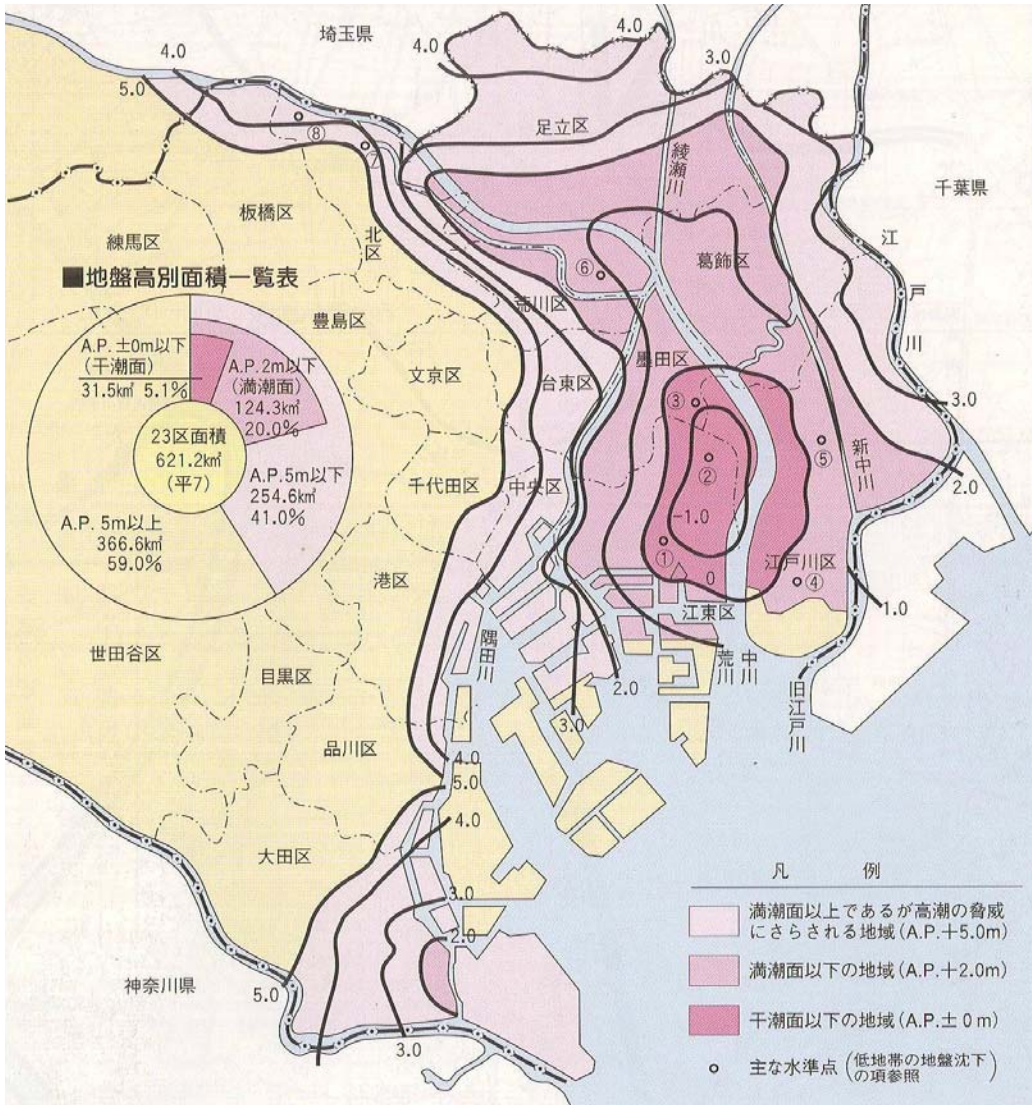 埼玉県
4.0
4.0
4.0
3.0
5.0
足立区
綾瀬川
千葉県
⑧
⑦
板橋区
練馬区
北区
江戸川
葛飾区
⑥
荒川区
■地盤高別面積一覧表
豊島区
A.P.±0m以下
(干潮面)
31.5k㎡ 5.1%
A.P.2m以下
(満潮面)
124.3k㎡
20.0%
23区面積
621.2k㎡
(平7)
A.P.5m以下
254.6k㎡
41.0%
A.P. 5m以上
366.6k㎡
59.0%
文京区
台東区
墨田区
③
3.0
②
⑤
新中川
2.0
千代田区
中央区
-1.0
①
0
江戸川区
④
港区
江東区
1.0
世田谷区
目黒区
隅田川
荒川
中川
旧江戸川
2.0
3.0
品川区
4.0
5.0
4.0
大田区
3.0
2.0
神奈川県
5.0
3.0
凡例
満潮面以上であるが高潮の脅威
にさらされる地域(A.P.+5.0m)
満潮面以下の地域(A.P.+2.0m)
干潮面以下の地域(A.P.±0m)
主な水準点(低地帯の地盤沈下
の項参照)